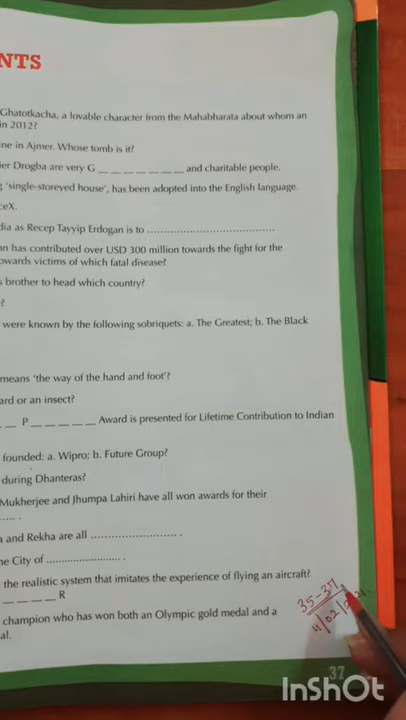 NTS
Ghatotkacha, a lovable character from the Mahabharata about whom an
in 2012?
ne in Ajmer. Whose tomb is it?
ier Drogba are very G _ _ _ _ _ _ _ and charitable people.
g 'single-storeyed house', has been adopted into the English language.
ceX.
dia as Recep Tayyip Erdogan is to ........................................
n has contributed over USD 300 million towards the fight for the
owards victims of which fatal disease?
s brother to head which country?
?
were known by the following sobriquets: a. The Greatest; b. The Black
means 'the way of the hand and foot'?
ard or an insect?
_ _ P _ _ _ _ _ Award is presented for Lifetime Contribution to Indian
founded: a. Wipro; b. Future Group?
during Dhanteras?
Mukherjee and Jhumpa Lahiri have all won awards for their
..... .
a and Rekha are all .......................... .
he City of ......................... .
the realistic system that imitates the experience of flying an aircraft?
_ _ _ _ R
champion who has won both an Olympic gold medal and a
al.
35-37
37
InShOt